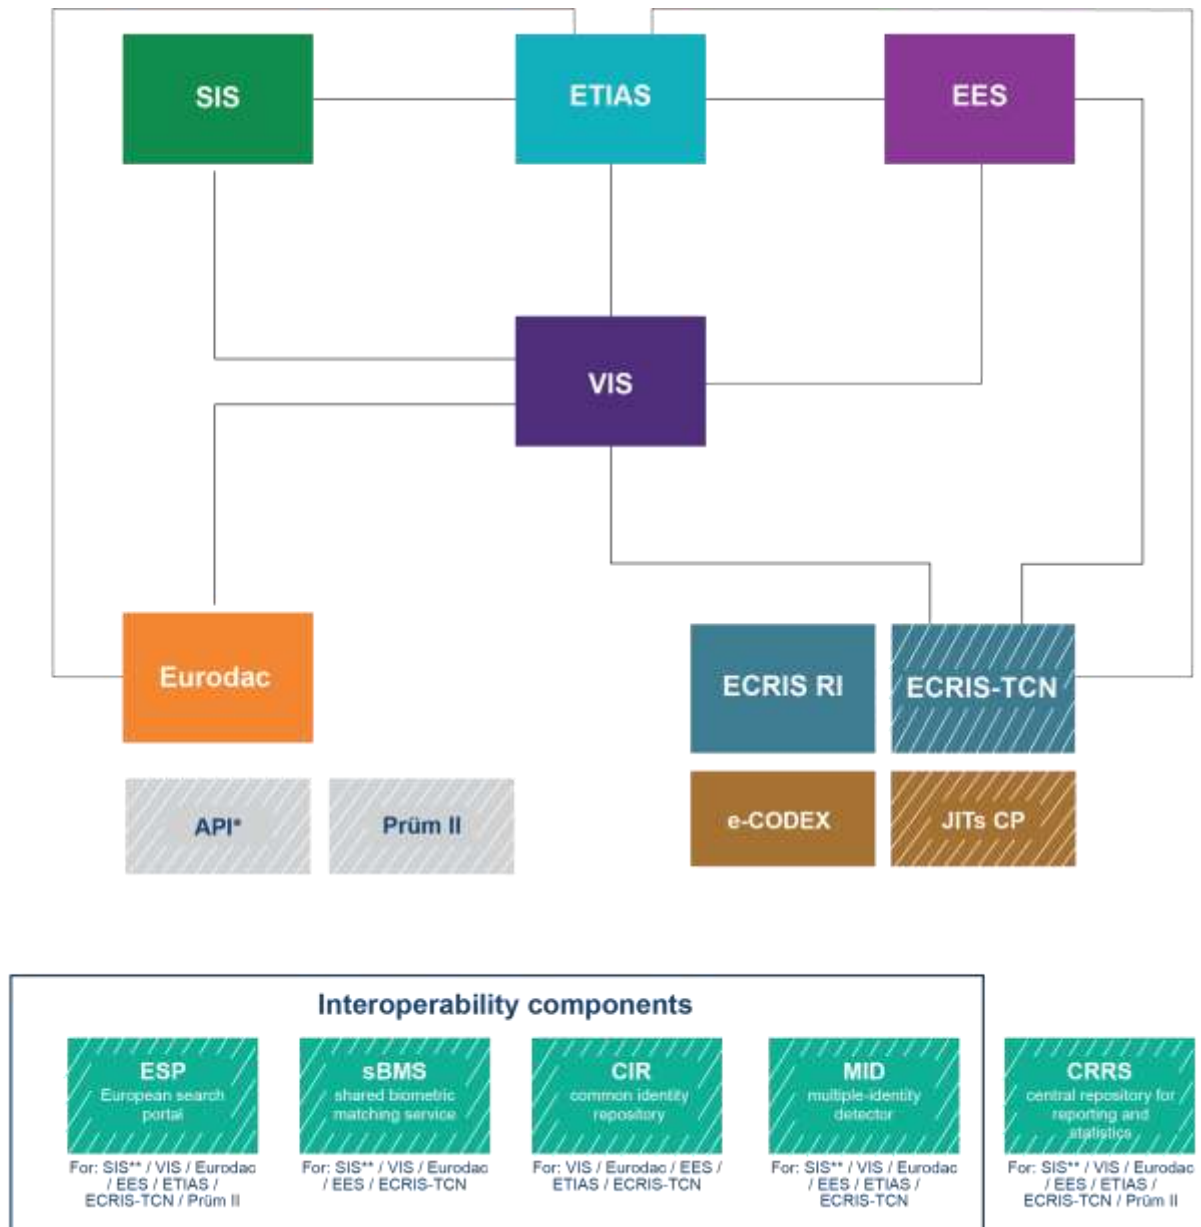 SIS
ETIAS
EES
VIS
Eurodac
ECRIS RI
ECRIS-TCN
API*
Prüm II
e-CODEX
JITs CP
Interoperability components
ESP
European search
portal
For: SIS** / VIS / Eurodac
/ EES / ETIAS /
ECRIS-TCN / Prüm II
sBMS
shared biometric
matching service
For: SIS** / VIS / Eurodac
/ EES / ECRIS-TCN
CIR
common identity
repository
For: VIS / Eurodac / EES /
ETIAS / ECRIS-TCN
MID
multiple-identity
detector
For: SIS** / VIS / Eurodac
/ EES / ETIAS /
ECRIS-TCN
CRRS
central repository for
reporting and
statistics
For: SIS** / VIS / Eurodac
/ EES / ETIAS /
ECRIS-TCN / Prüm II